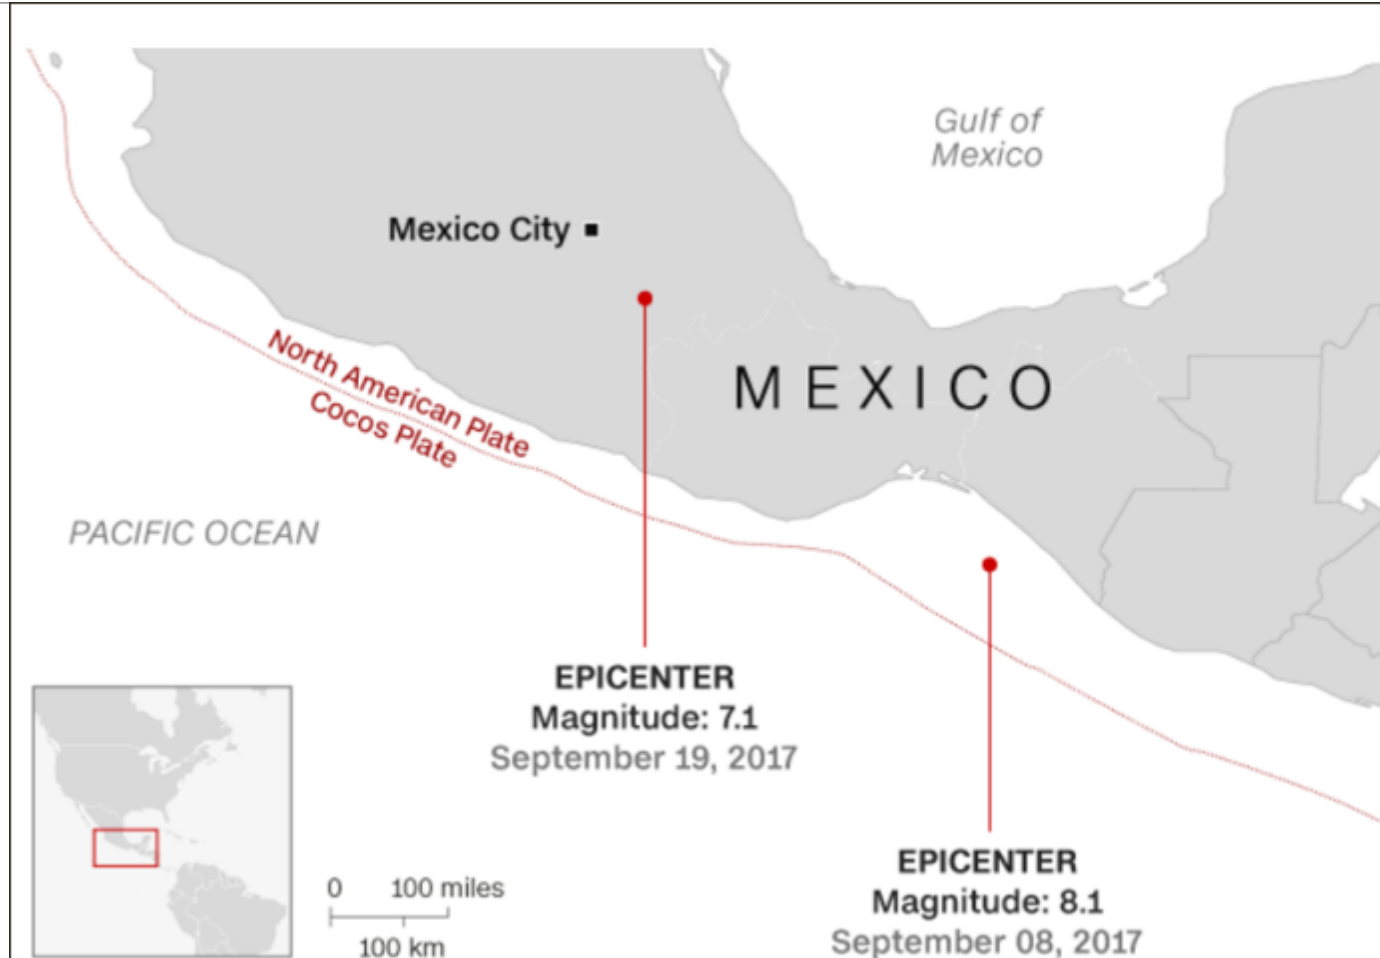 Gulf of
Mexico
Mexico City
North American Plate
Cocos Plate
MEXICO
PACIFIC OCEAN
EPICENTER
Magnitude: 7.1
September 19, 2017
EPICENTER
Magnitude: 8.1
September 08, 2017
0 100 miles
100 km